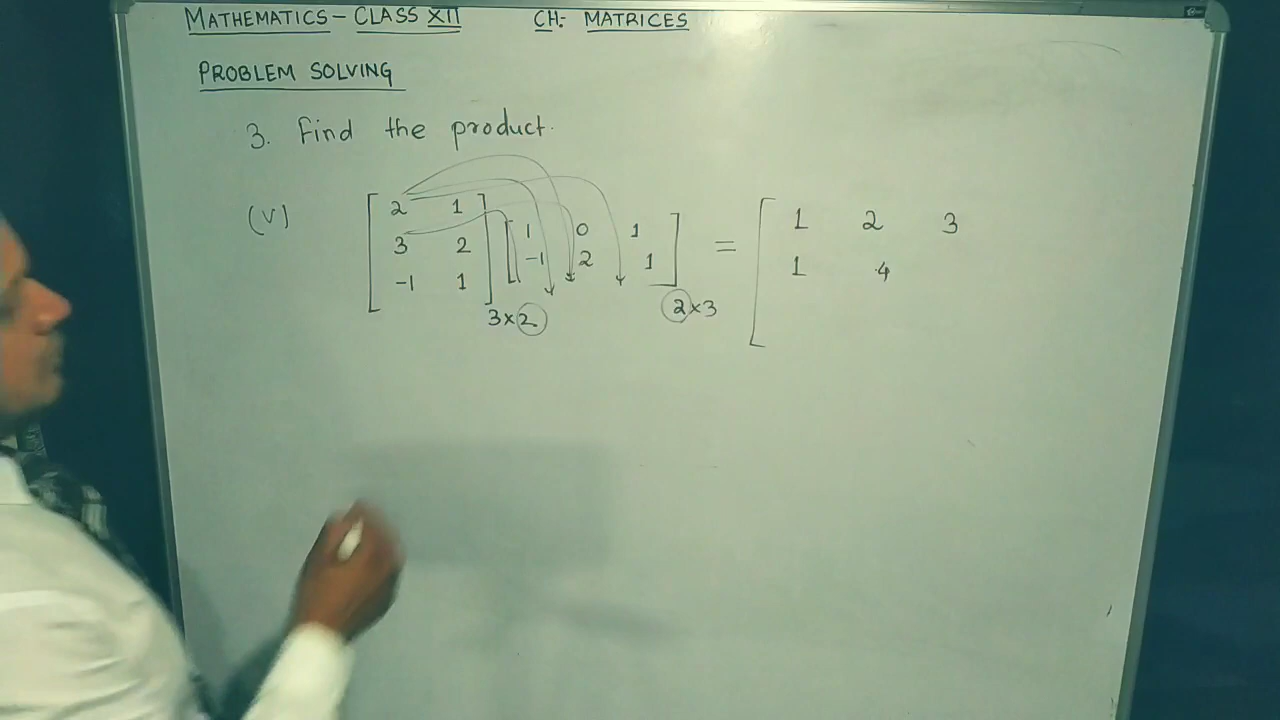 MATHEMATICS - CLASS XII CH: MATRICES
PROBLEM SOLVING
3. Find the product.
(V) [ 2 1 ] [ 1 0 1 ] = [ 1 2 3
3 2 -1 2 1 1 4
-1 1
3×2 2×3